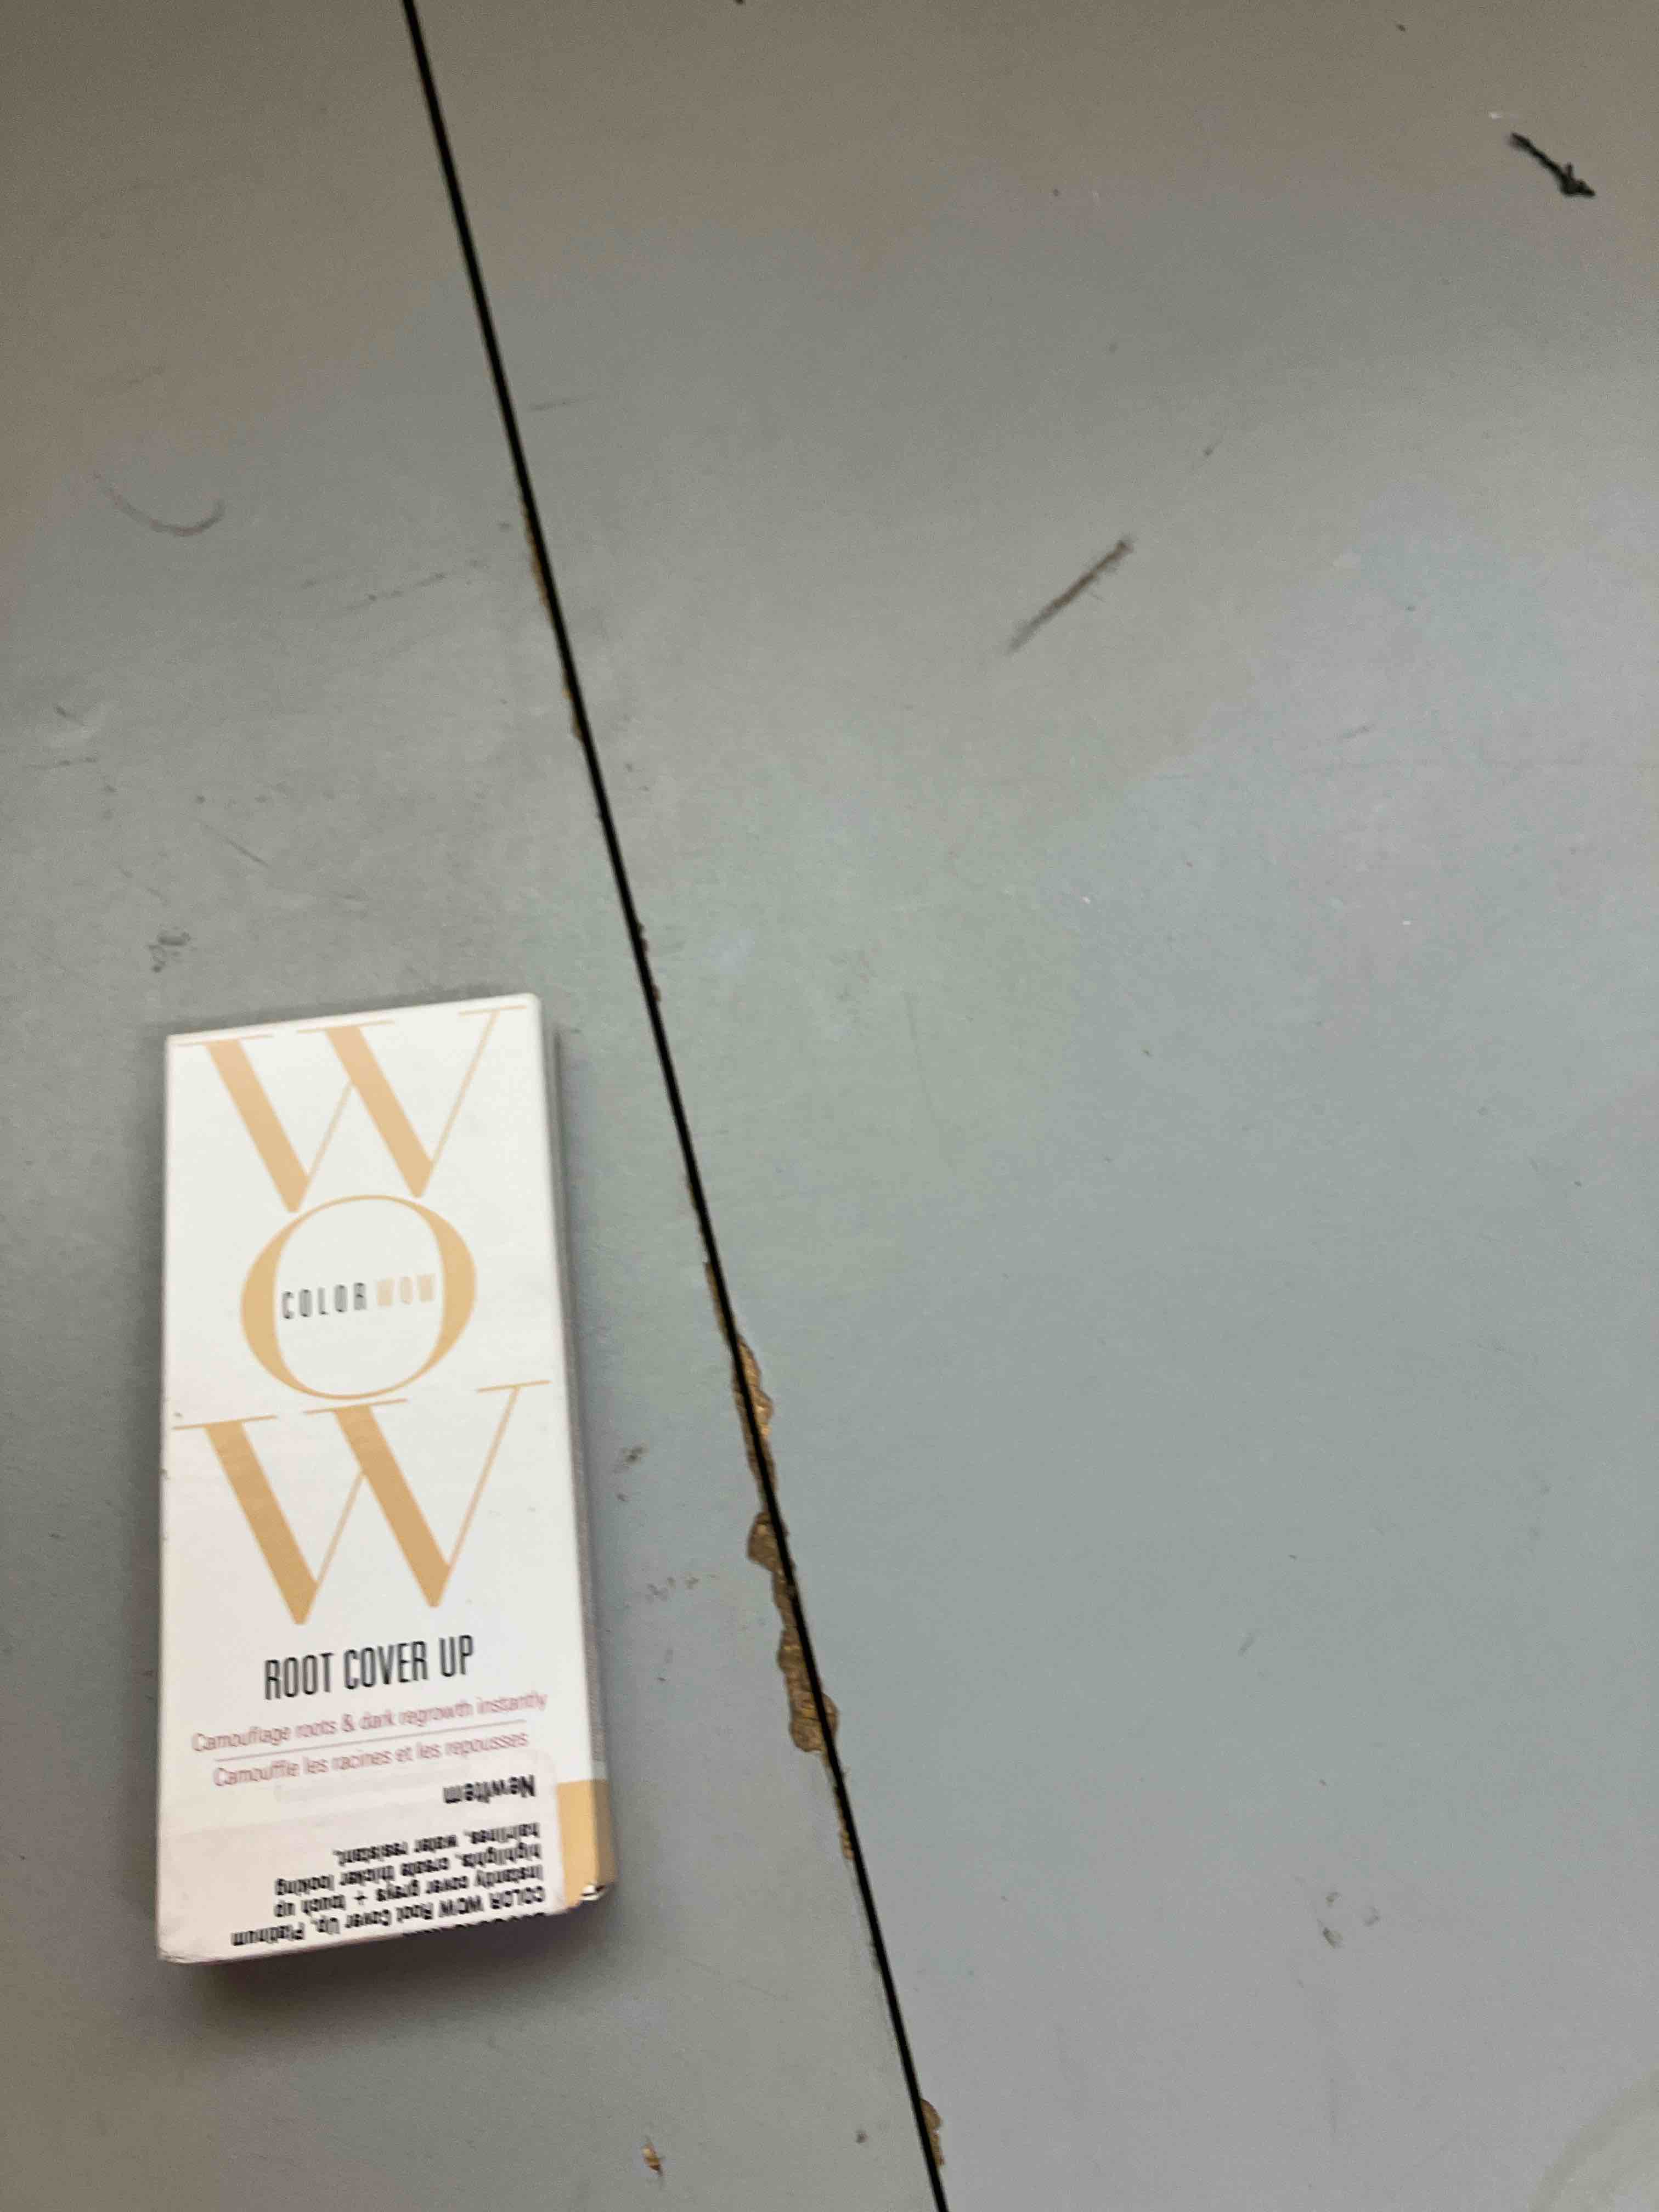 W
O
COLOR WOW
W
ROOT COVER UP
Camouflage roots & dark regrowth instantly
Camouffle les racines et les repousses
COLOR WOW Root Cover Up, Platinum
Instantly cover greys + touch up
highlights, create thicker looking
hairlines, water resistant,
NewItem